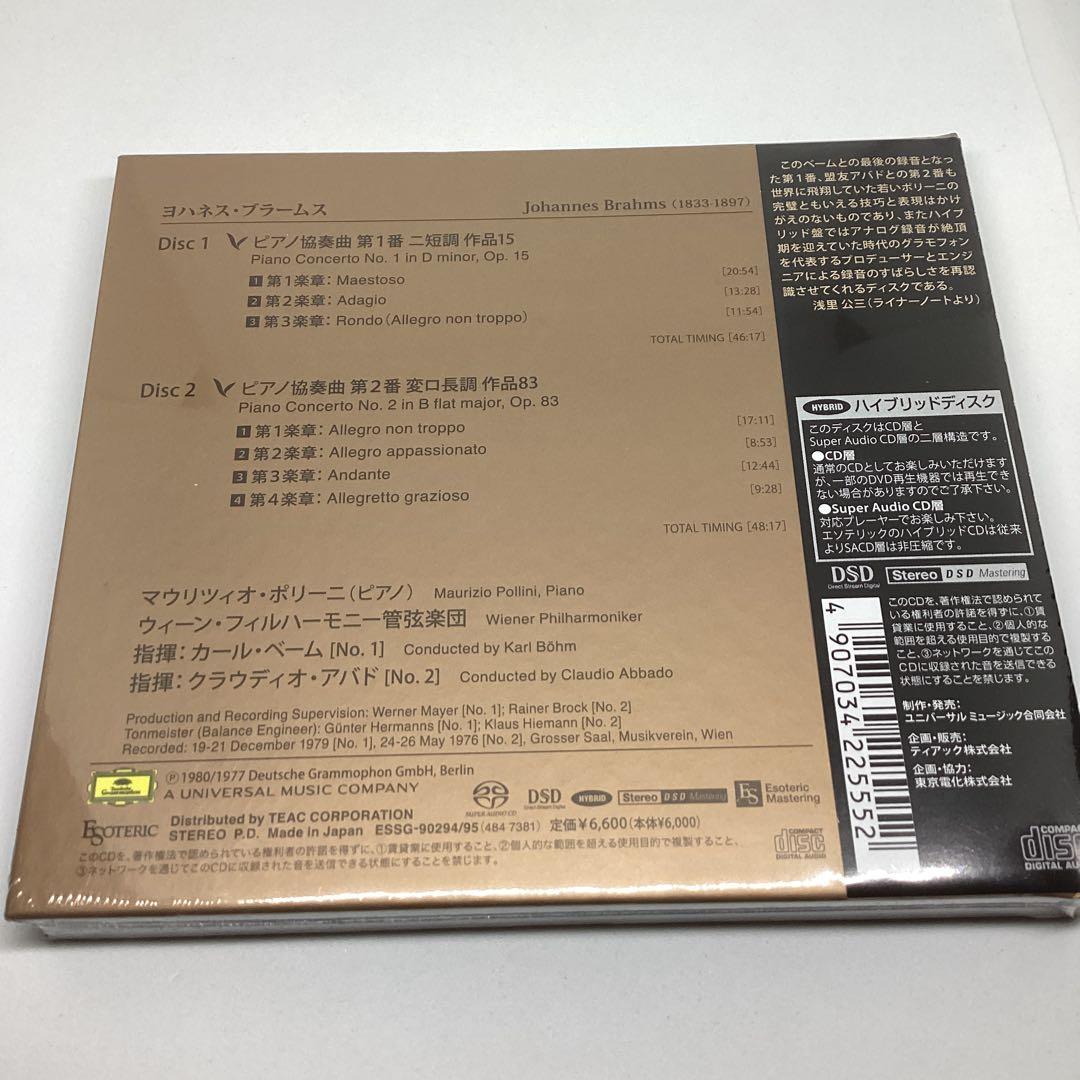 ヨハネス・ブラームス Johannes Brahms (1833-1897)
Disc 1 ピアノ協奏曲 第1番 ニ短調 作品15
Piano Concerto No. 1 in D minor, Op. 15
1 第1楽章: Maestoso [20:54]
2 第2楽章: Adagio [13:28]
3 第3楽章: Rondo (Allegro non troppo) [11:54]
TOTAL TIMING [46:17]
Disc 2 ピアノ協奏曲 第2番 変ロ長調 作品83
Piano Concerto No. 2 in B flat major, Op. 83
1 第1楽章: Allegro non troppo [17:11]
2 第2楽章: Allegro appassionato [8:53]
3 第3楽章: Andante [12:44]
4 第4楽章: Allegretto grazioso [9:28]
TOTAL TIMING [48:17]
マウリツィオ・ポリーニ(ピアノ) Maurizio Pollini, Piano
ウィーン・フィルハーモニー管弦楽団 Wiener Philharmoniker
指揮: カール・ベーム [No. 1] Conducted by Karl Böhm
指揮: クラウディオ・アバド [No. 2] Conducted by Claudio Abbado
Production and Recording Supervision: Werner Mayer [No. 1]; Rainer Brock [No. 2]
Tonmeister (Balance Engineer): Günter Hermanns [No. 1]; Klaus Hiemann [No. 2]
Recorded: 19-21 December 1979 [No. 1], 24-26 May 1976 [No. 2], Grosser Saal, Musikverein, Wien
Deutsche Grammophon
℗ 1980/1977 Deutsche Grammophon GmbH, Berlin
A UNIVERSAL MUSIC COMPANY
SUPER AUDIO CD
DSD Direct Stream Digital
HYBRID
Stereo DSD Mastering
ES Esoteric Mastering
ESOTERIC
Distributed by TEAC CORPORATION
STEREO P.D. Made in Japan ESSG-90294/95 (484 7381) 定価¥6,600(本体¥6,000)
このCDを、著作権法で認められている権利者の許諾を得ずに、①賃貸業に使用すること、②個人的な範囲を超える使用目的で複製すること、
③ネットワークを通じてこのCDに収録された音を送信できる状態にすることを禁じます。
COMPACT disc DIGITAL AUDIO
このベームとの最後の録音となっ
た第1番、盟友アバドとの第2番も
世界に飛翔していた若いポリーニの
完璧ともいえる技巧と表現はかけ
がえのないものであり、またハイブ
リッド盤ではアナログ録音が絶頂
期を迎えていた時代のグラモフォン
を代表するプロデューサーとエンジ
ニアによる録音のすばらしさを再認
識させてくれるディスクである。
浅里 公三(ライナーノートより)
HYBRID ハイブリッドディスク
このディスクはCD層と
Super Audio CD層の二層構造です。
●CD層
通常のCDとしてお楽しみいただけます
が、一部のDVD再生機器では再生でき
ない場合がありますのでご了承下さい。
●Super Audio CD層
対応プレーヤーでお楽しみ下さい。
エソテリックのハイブリッドCDは従来
よりSACD層は非圧縮です。
DSD Direct Stream Digital
Stereo DSD Mastering
このCDを、著作権法で認められて
いる権利者の許諾を得ずに、①賃
貸業に使用すること、②個人的な
範囲を超える使用目的で複製する
こと、③ネットワークを通じてこの
CDに収録された音を送信できる
状態にすることを禁じます。
制作・発売:
ユニバーサル ミュージック合同会社
企画・販売:
ティアック株式会社
企画・協力:
東京電化株式会社
4 907034 225552
COMPACT disc DIGITAL AU